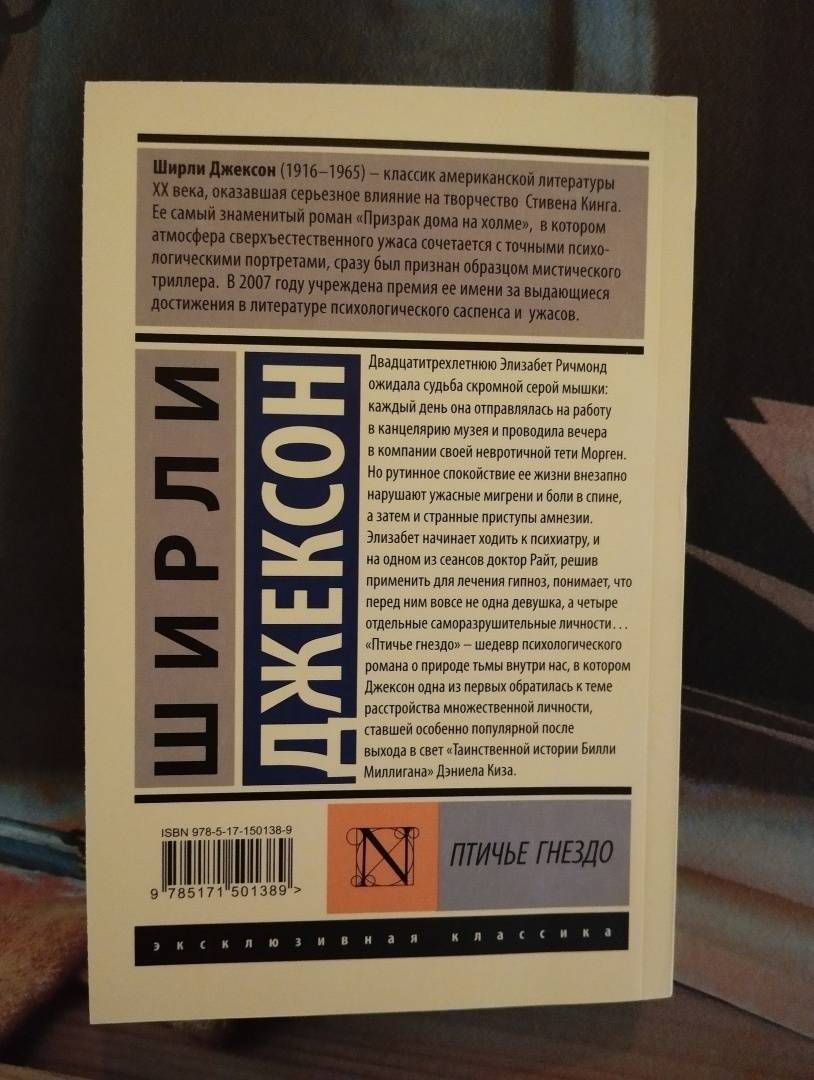 Ширли Джексон (1916–1965) – классик американской литературы
XX века, оказавшая серьезное влияние на творчество Стивена Кинга.
Ее самый знаменитый роман «Призрак дома на холме», в котором
атмосфера сверхъестественного ужаса сочетается с точными психо-
логическими портретами, сразу был признан образцом мистического
триллера. В 2007 году учреждена премия ее имени за выдающиеся
достижения в литературе психологического саспенса и ужасов.
ШИРЛИ
ДЖЕКСОН
Двадцатитрехлетнюю Элизабет Ричмонд
ожидала судьба скромной серой мышки:
каждый день она отправлялась на работу
в канцелярию музея и проводила вечера
в компании своей невротичной тети Морген.
Но рутинное спокойствие ее жизни внезапно
нарушают ужасные мигрени и боли в спине,
а затем и странные приступы амнезии.
Элизабет начинает ходить к психиатру, и
на одном из сеансов доктор Райт, решив
применить для лечения гипноз, понимает, что
перед ним вовсе не одна девушка, а четыре
отдельные саморазрушительные личности...
«Птичье гнездо» – шедевр психологического
романа о природе тьмы внутри нас, в котором
Джексон одна из первых обратилась к теме
расстройства множественной личности,
ставшей особенно популярной после
выхода в свет «Таинственной истории Билли
Миллигана» Дэниела Киза.
ISBN 978-5-17-150138-9
9 785171 501389 >
N
ПТИЧЬЕ ГНЕЗДО
эксклюзивная классика